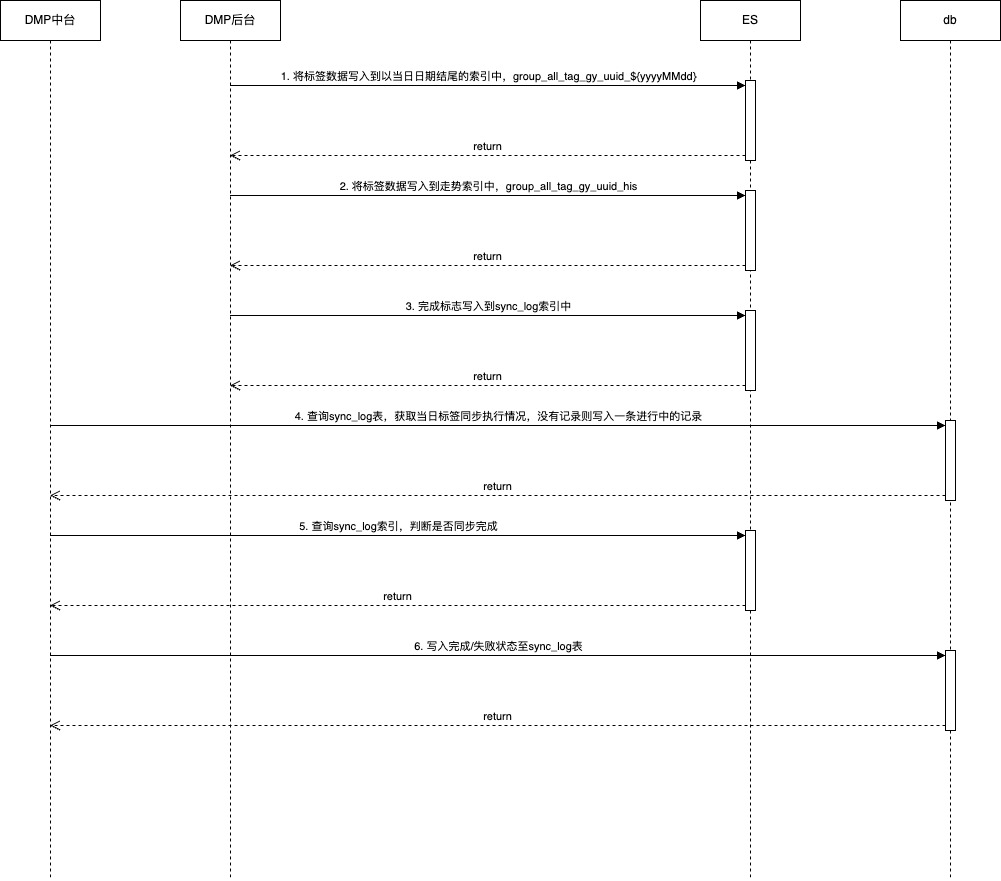 DMP中台
DMP后台
ES
db
1. 将标签数据写入到以当日日期结尾的索引中，group_all_tag_gy_uuid_${yyyyMMdd}
return
2. 将标签数据写入到走势索引中，group_all_tag_gy_uuid_his
return
3. 完成标志写入到sync_log索引中
return
4. 查询sync_log表，获取当日标签同步执行情况，没有记录则写入一条进行中的记录
return
5. 查询sync_log索引，判断是否同步完成
return
6. 写入完成/失败状态至sync_log表
return